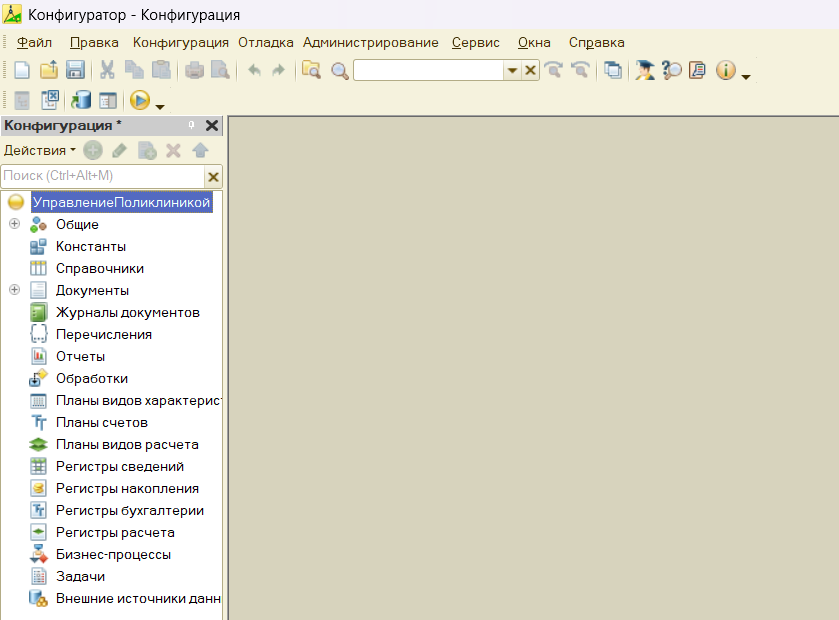 Конфигуратор - Конфигурация
Файл Правка Конфигурация Отладка Администрирование Сервис Окна Справка
Конфигурация *
Действия
Поиск (Ctrl+Alt+M)
УправлениеПоликлиникой
Общие
Константы
Справочники
Документы
Журналы документов
Перечисления
Отчеты
Обработки
Планы видов характерис
Планы счетов
Планы видов расчета
Регистры сведений
Регистры накопления
Регистры бухгалтерии
Регистры расчета
Бизнес-процессы
Задачи
Внешние источники данн